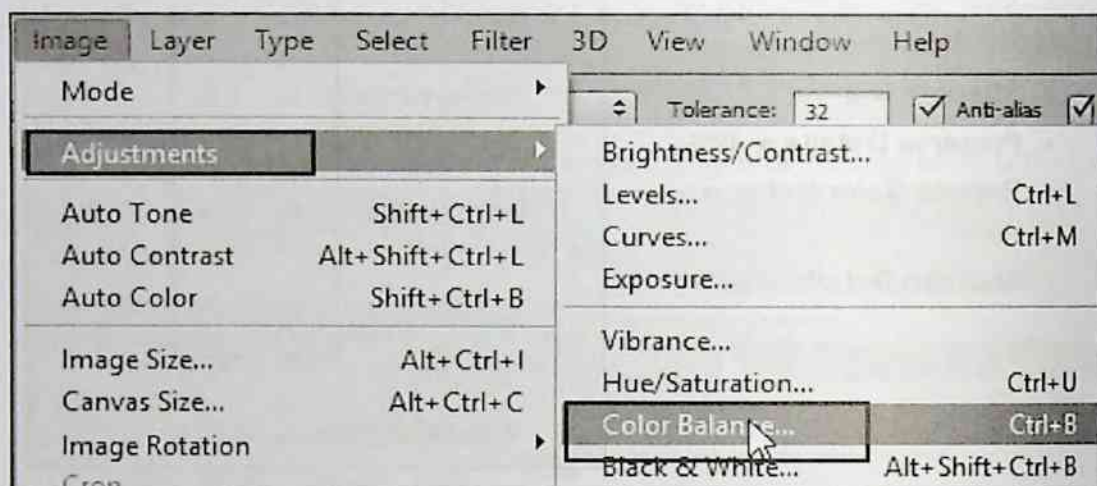 Image Layer Type Select Filter 3D View Window Help
Mode
Tolerance: 32 Anti-alias
Adjustments
Auto Tone Shift+Ctrl+L
Auto Contrast Alt+Shift+Ctrl+L
Auto Color Shift+Ctrl+B
Image Size... Alt+Ctrl+I
Canvas Size... Alt+Ctrl+C
Image Rotation
Crop
Brightness/Contrast...
Levels... Ctrl+L
Curves... Ctrl+M
Exposure...
Vibrance...
Hue/Saturation... Ctrl+U
Color Balance... Ctrl+B
Black & White... Alt+Shift+Ctrl+B